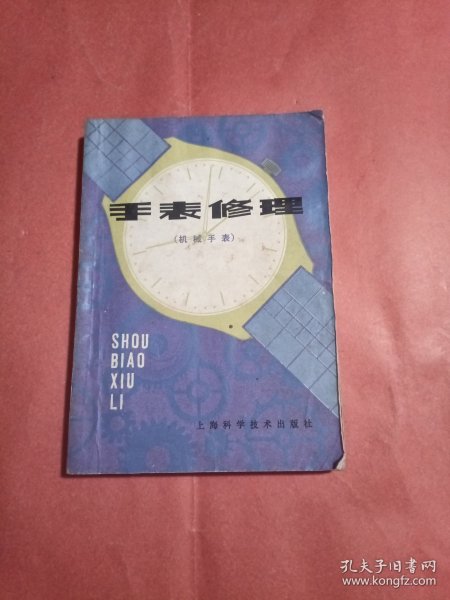 手表修理
(机械手表)
SHOU
BIAO
XIU
LI
上海科学技术出版社
孔夫子旧书网
www.kongfz.com